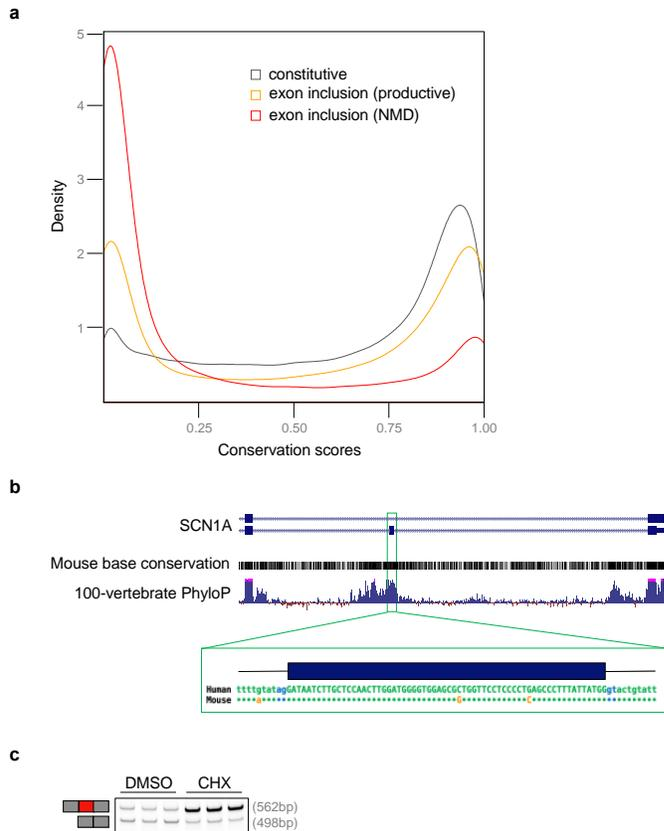 a
5
4
3
2
1
Density
constitutive
exon inclusion (productive)
exon inclusion (NMD)
0.25
0.50
0.75
1.00
Conservation scores
b
SCN1A
Mouse base conservation
100-vertebrate PhyloP
Human ttttgtatagGATAATCTTGCTCCAACTTGGATGGGGTGGAGCGCTGGTTCCTCCCCTGAGCCCTTTATTATGGgtactgtatt
Mouse
a
G
C
c
DMSO CHX
(562bp)
(498bp)